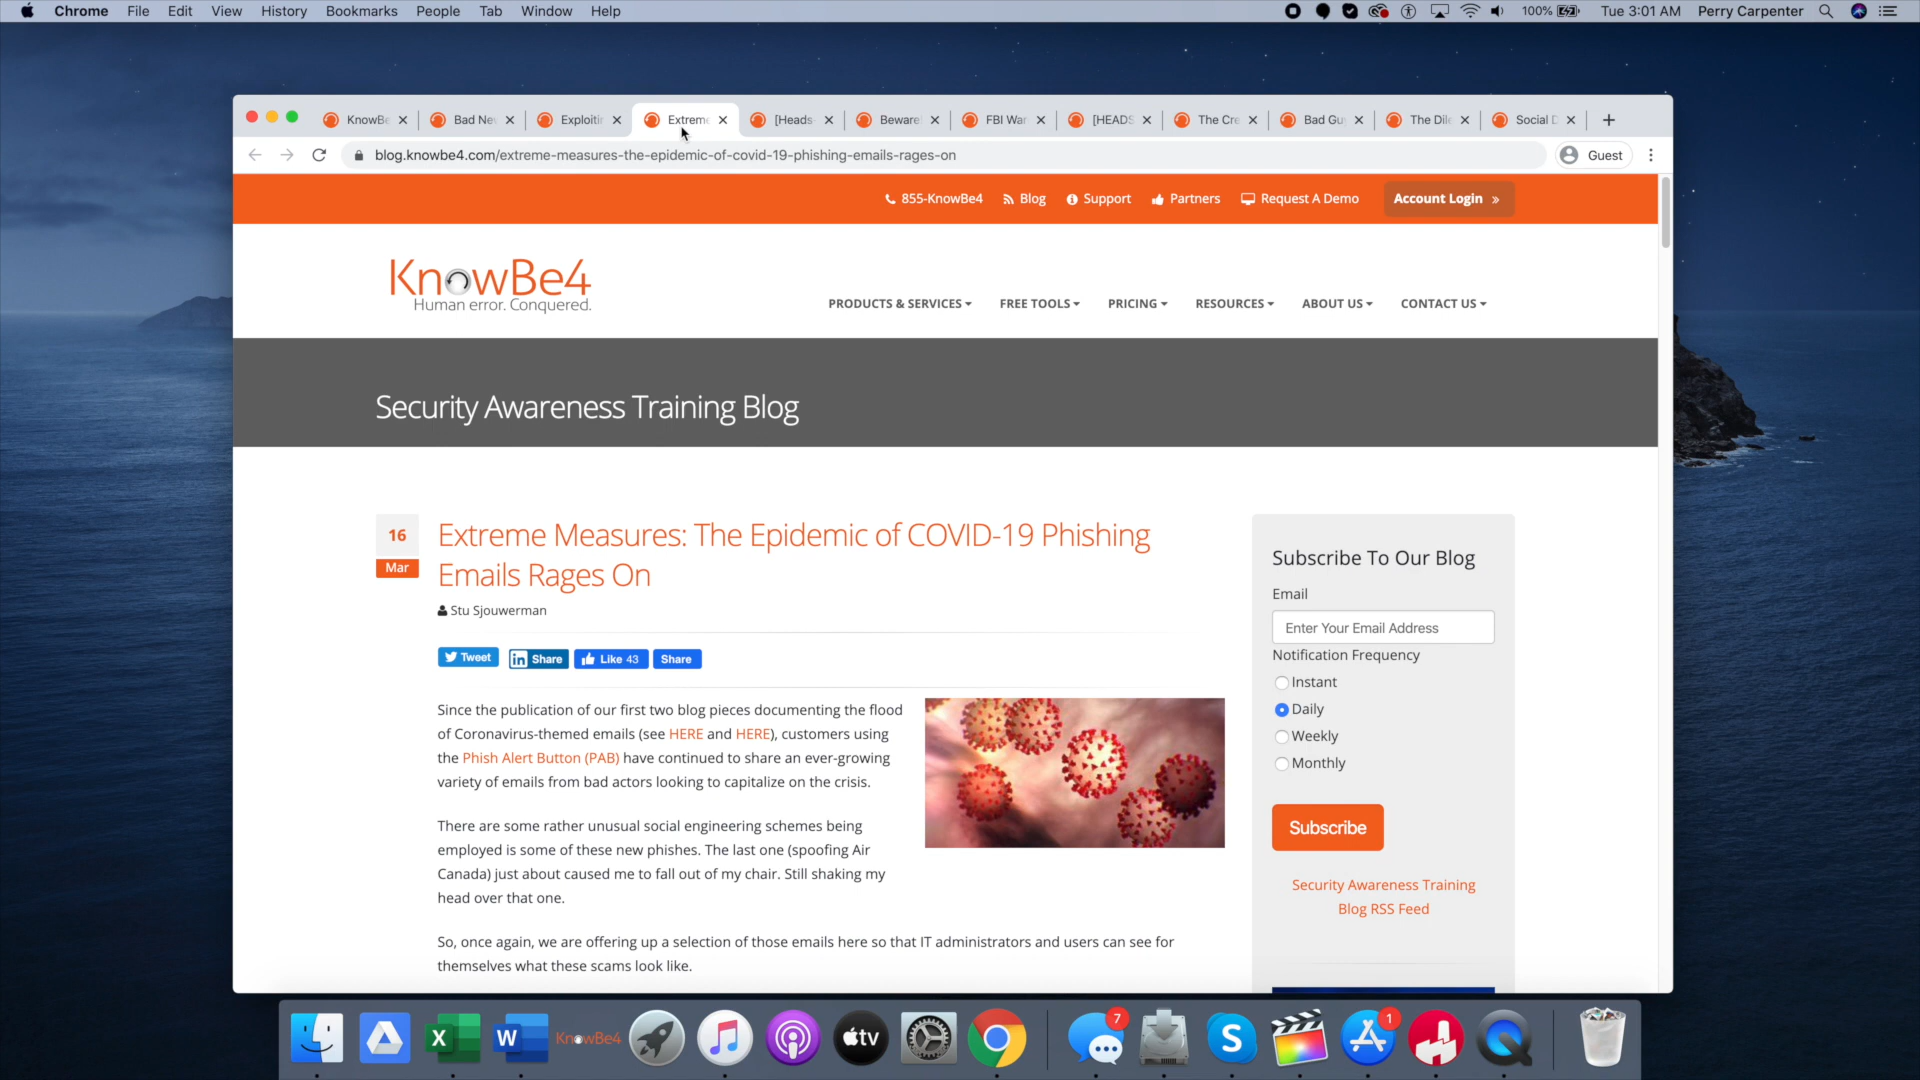 Chrome File Edit View History Bookmarks People Tab Window Help 100% Tue 3:01 AM Perry Carpenter
KnowBe Bad Ne Exploitin Extreme [Heads- Beware FBI War [HEADS The Cre Bad Gu The Dile Social D
blog.knowbe4.com/extreme-measures-the-epidemic-of-covid-19-phishing-emails-rages-on Guest
855-KnowBe4 Blog Support Partners Request A Demo Account Login »
KnowBe4
Human error. Conquered.
PRODUCTS & SERVICES FREE TOOLS PRICING RESOURCES ABOUT US CONTACT US
Security Awareness Training Blog
16
Mar
Extreme Measures: The Epidemic of COVID-19 Phishing
Emails Rages On
Stu Sjouwerman
Tweet in Share Like 43 Share
Since the publication of our first two blog pieces documenting the flood
of Coronavirus-themed emails (see HERE and HERE), customers using
the Phish Alert Button (PAB) have continued to share an ever-growing
variety of emails from bad actors looking to capitalize on the crisis.
There are some rather unusual social engineering schemes being
employed is some of these new phishes. The last one (spoofing Air
Canada) just about caused me to fall out of my chair. Still shaking my
head over that one.
So, once again, we are offering up a selection of those emails here so that IT administrators and users can see for
themselves what these scams look like.
Subscribe To Our Blog
Email
Enter Your Email Address
Notification Frequency
Instant
Daily
Weekly
Monthly
Subscribe
Security Awareness Training
Blog RSS Feed
X W KnowBe4 tv 7 S 1